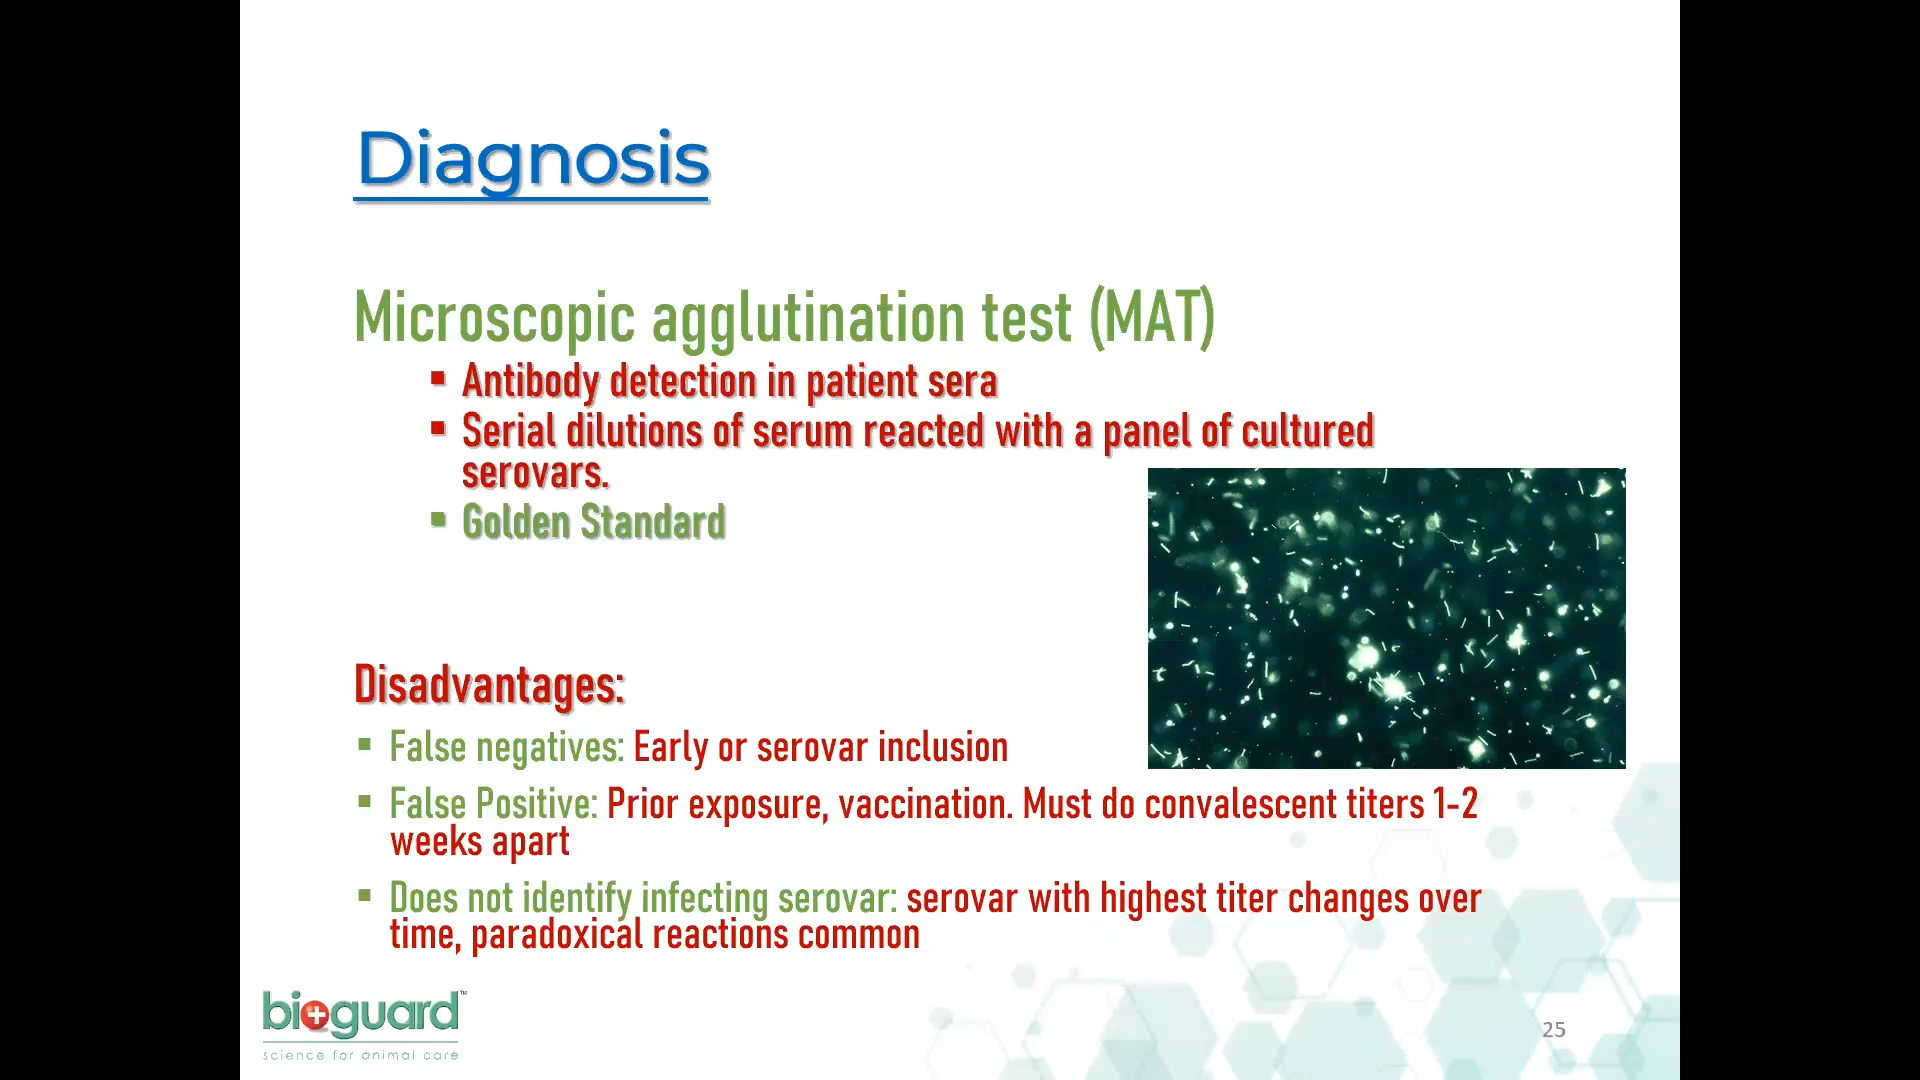 Diagnosis
Microscopic agglutination test (MAT)
▪ Antibody detection in patient sera
▪ Serial dilutions of serum reacted with a panel of cultured
serovars.
▪ Golden Standard
Disadvantages:
▪ False negatives: Early or serovar inclusion
▪ False Positive: Prior exposure, vaccination. Must do convalescent titers 1-2
weeks apart
▪ Does not identify infecting serovar: serovar with highest titer changes over
time, paradoxical reactions common
bioguard™
science for animal care
25